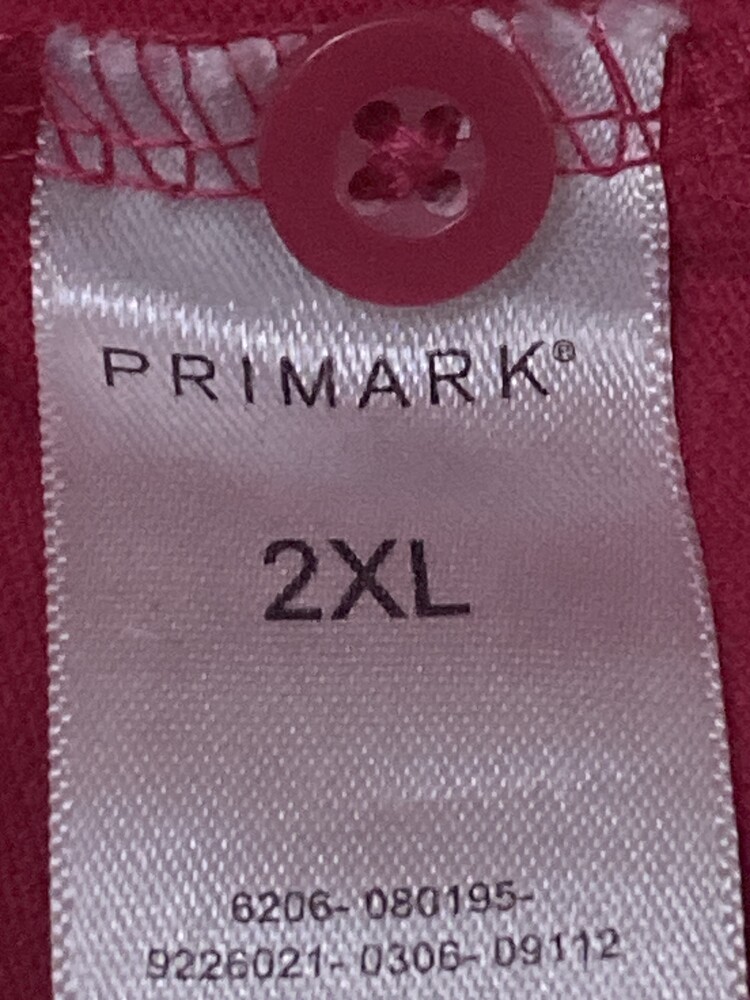 PRIMARK®
2XL
6206- 080195-
9226021- 0306- 09112